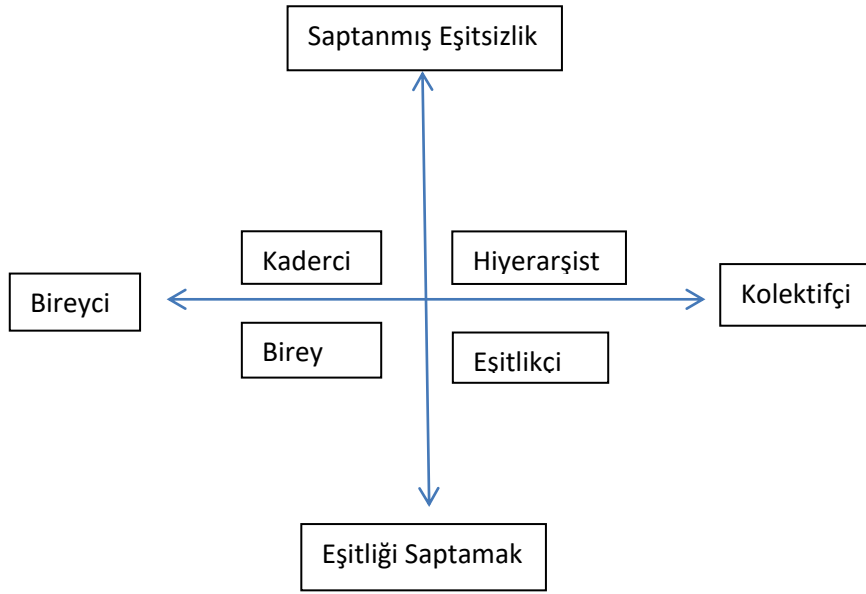 Saptanmış Eşitsizlik
Kaderci
Hiyerarşist
Bireyci
Kolektifçi
Birey
Eşitlikçi
Eşitliği Saptamak